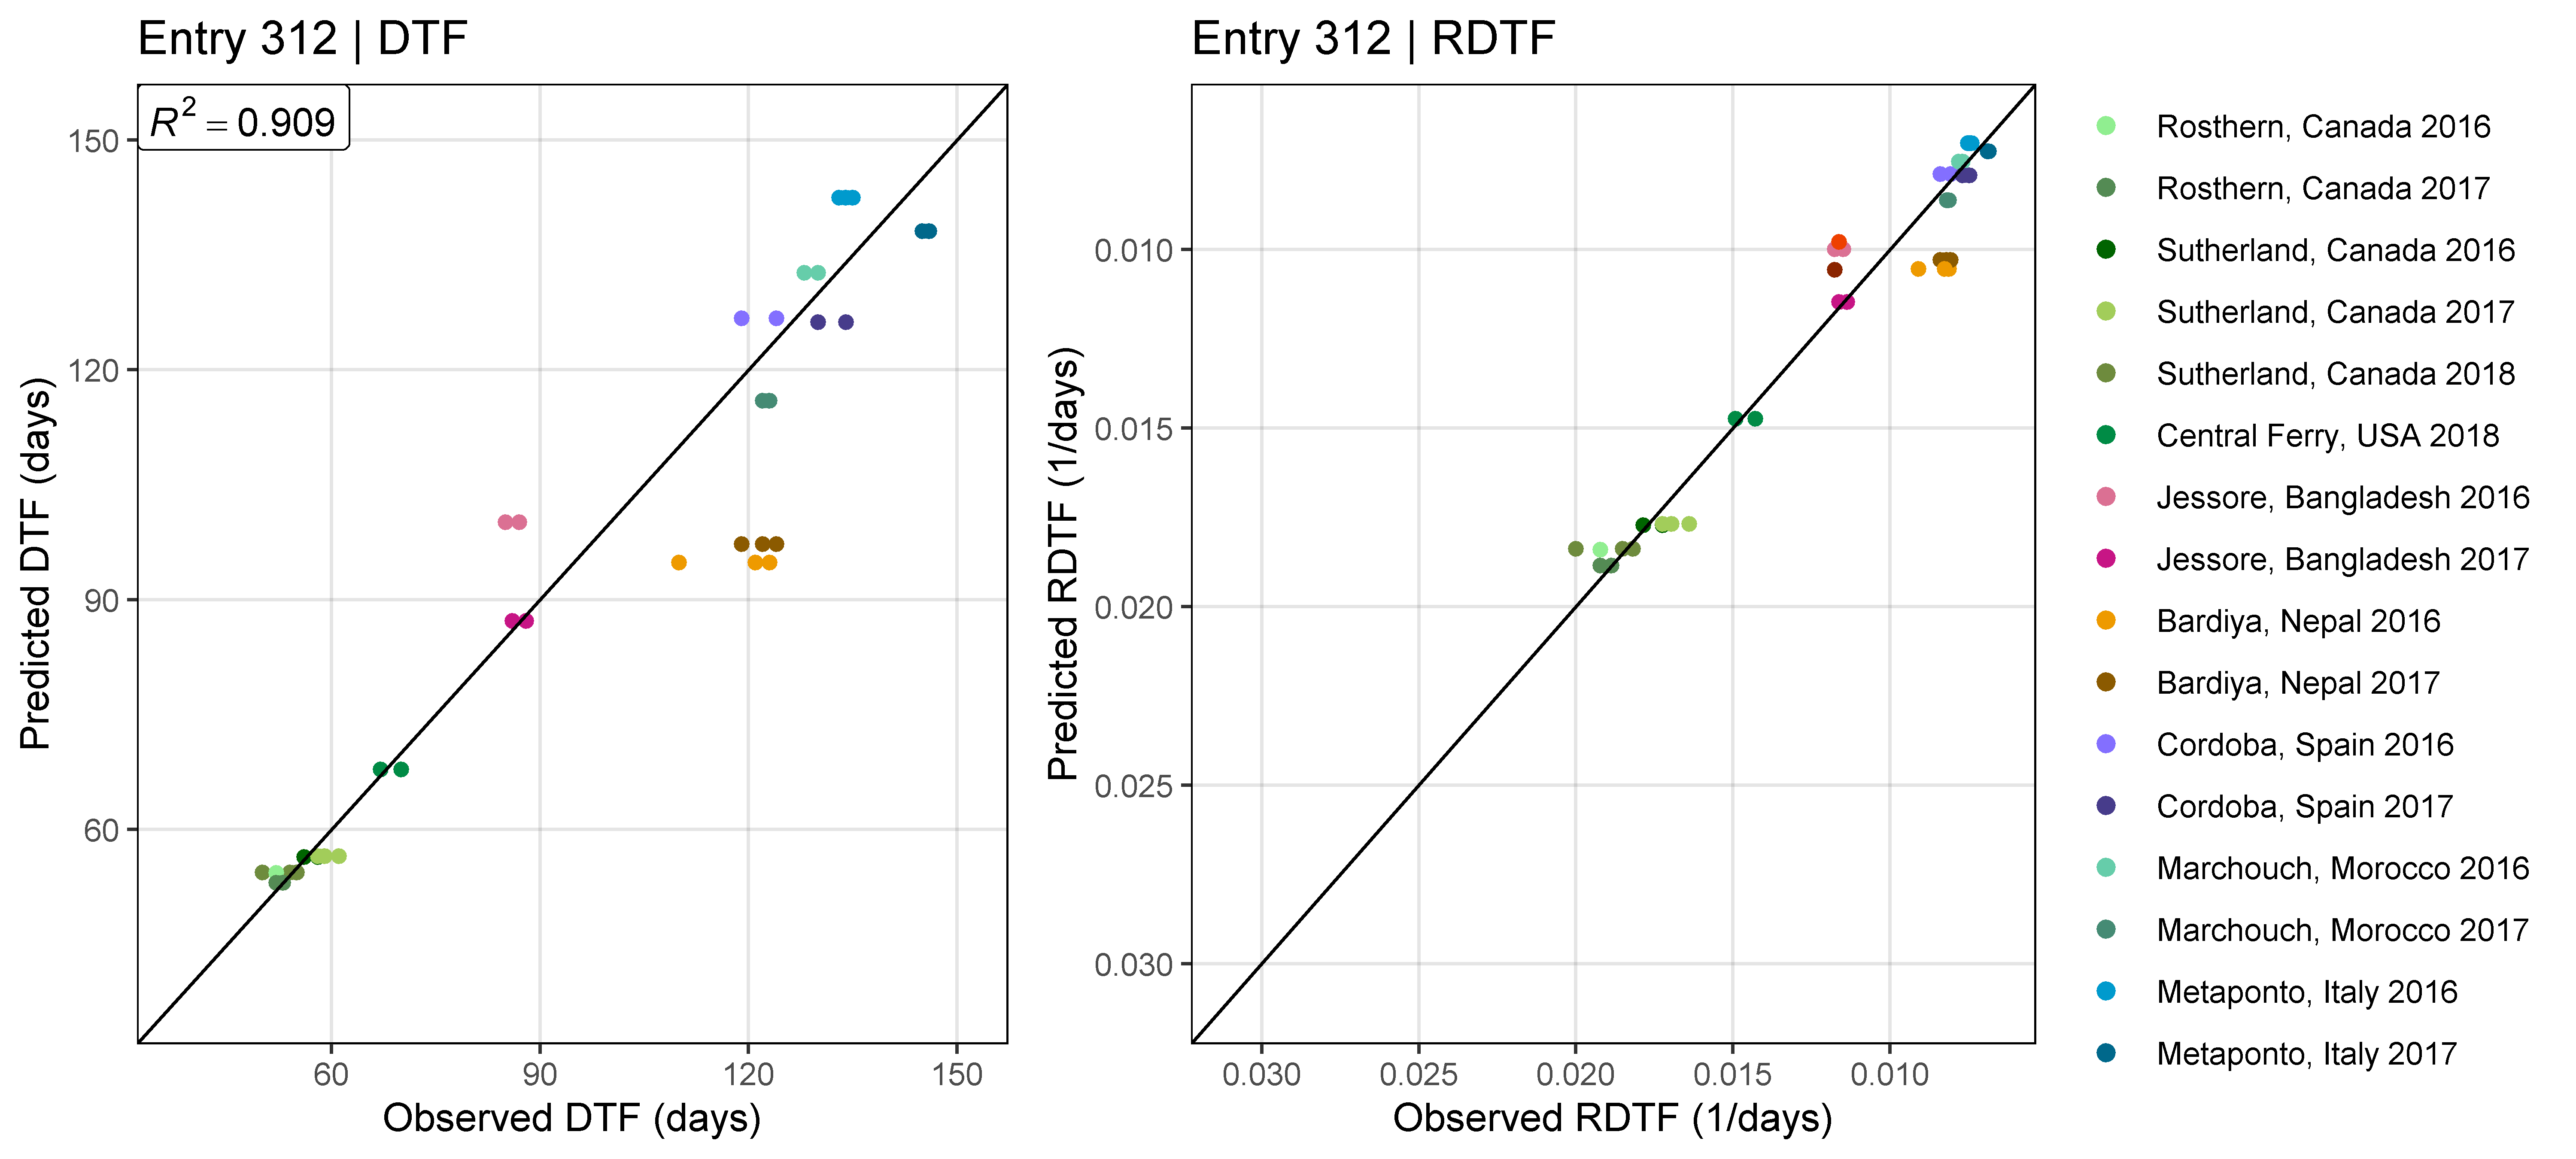 Entry 312 | DTF
R² = 0.909
150
120
90
60
Predicted DTF (days)
60 90 120 150
Observed DTF (days)
Entry 312 | RDTF
0.010
0.015
0.020
0.025
0.030
Predicted RDTF (1/days)
0.030 0.025 0.020 0.015 0.010
Observed RDTF (1/days)
Rosthern, Canada 2016
Rosthern, Canada 2017
Sutherland, Canada 2016
Sutherland, Canada 2017
Sutherland, Canada 2018
Central Ferry, USA 2018
Jessore, Bangladesh 2016
Jessore, Bangladesh 2017
Bardiya, Nepal 2016
Bardiya, Nepal 2017
Cordoba, Spain 2016
Cordoba, Spain 2017
Marchouch, Morocco 2016
Marchouch, Morocco 2017
Metaponto, Italy 2016
Metaponto, Italy 2017